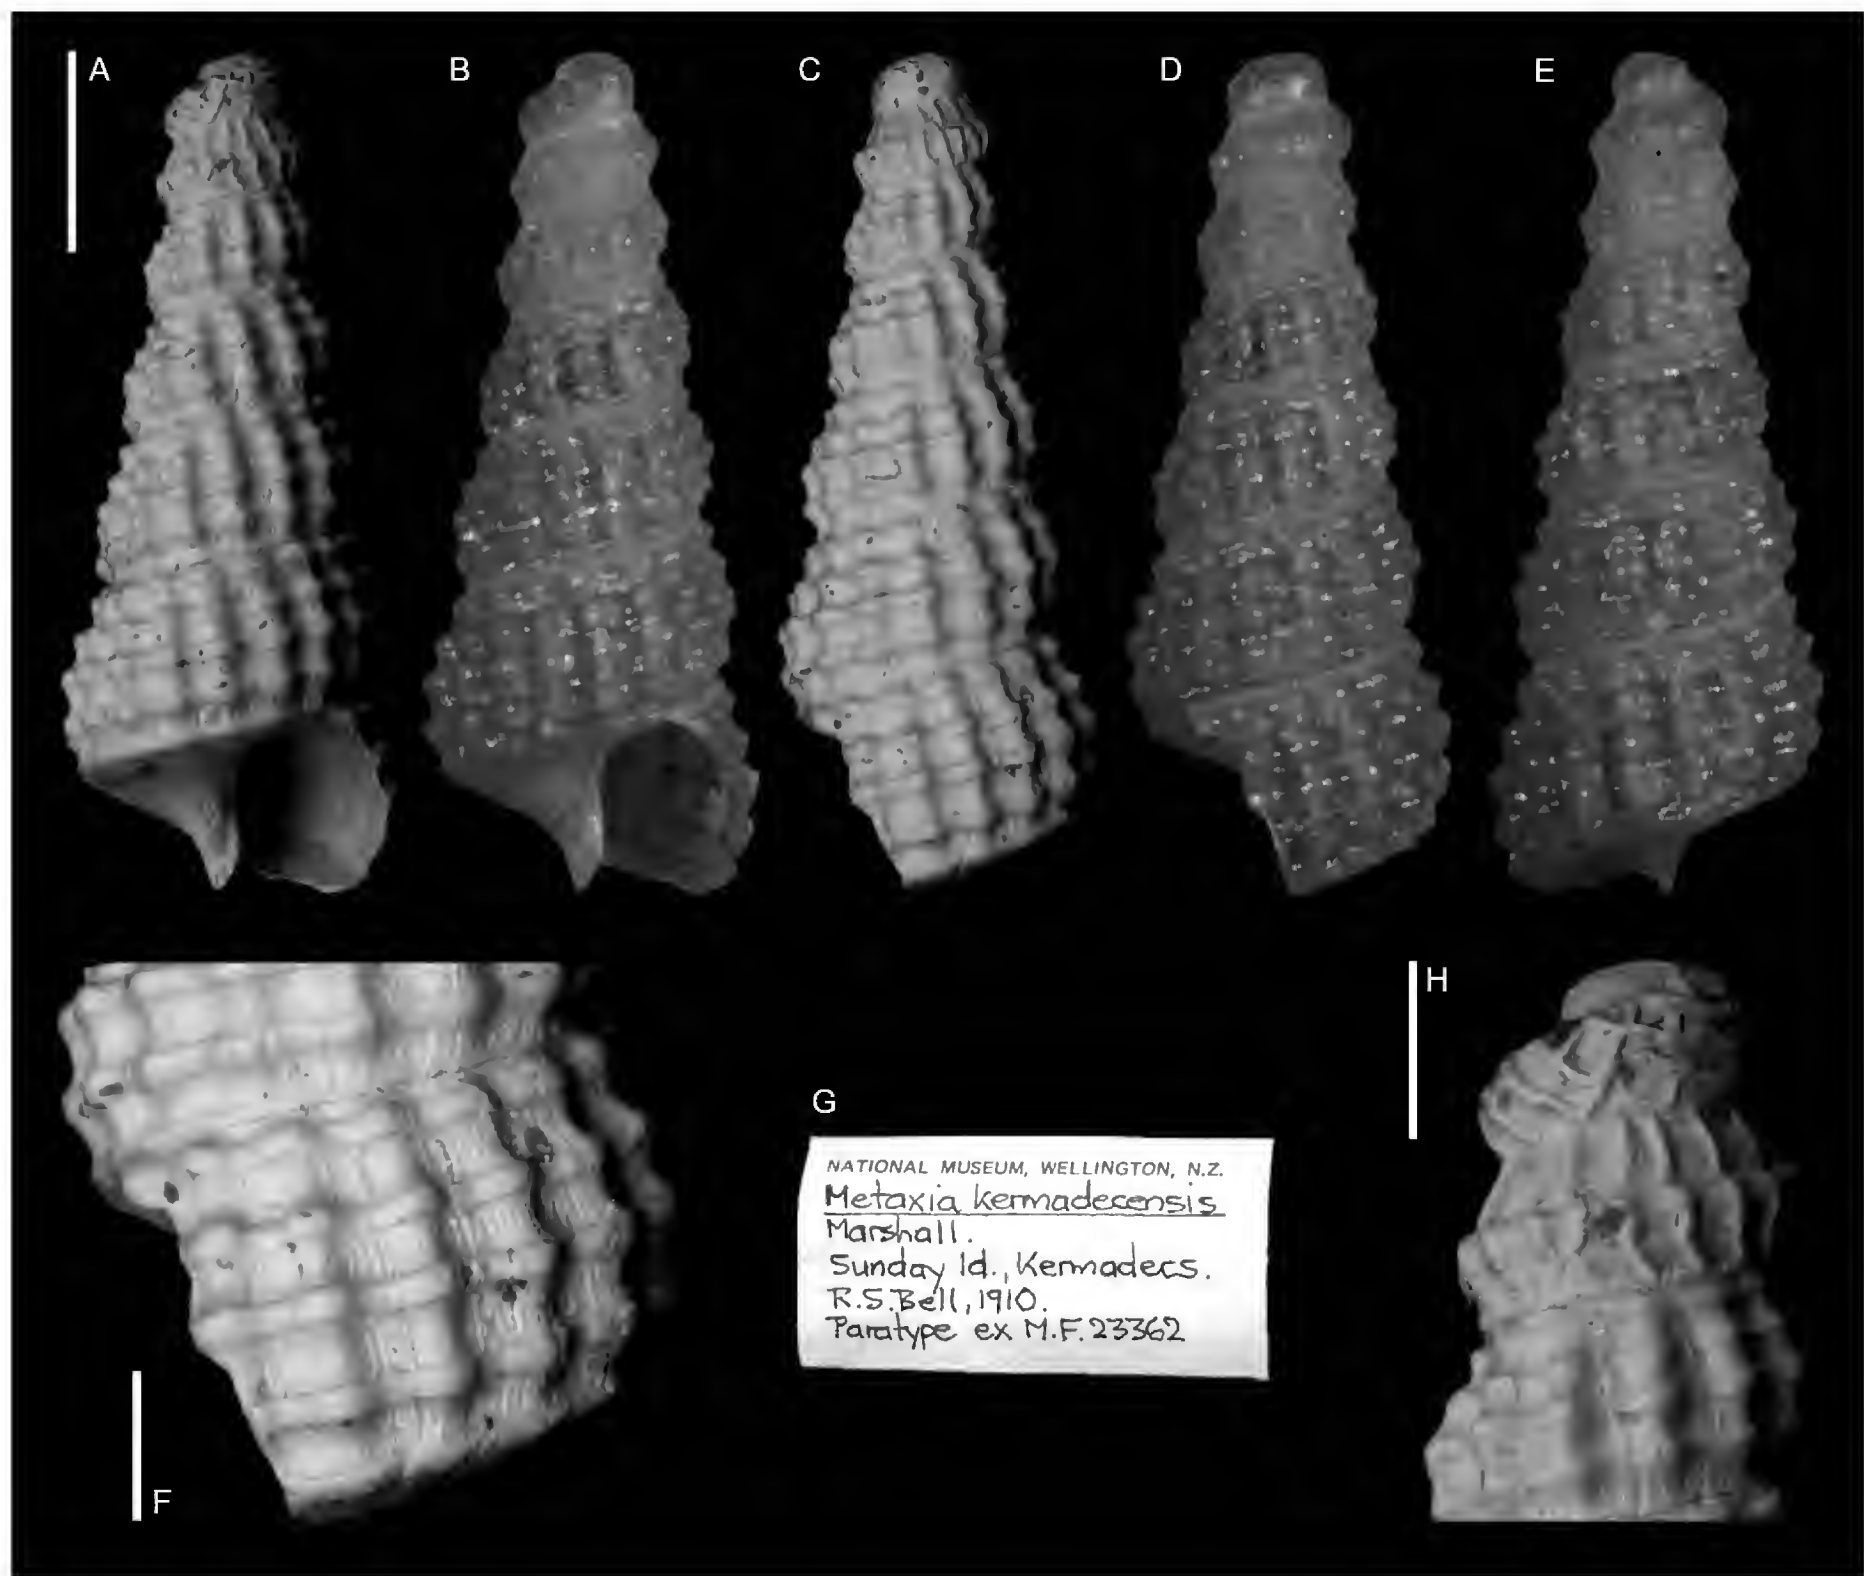 A B C D E
F
G
H
NATIONAL MUSEUM, WELLINGTON, N.Z.
Metaxia kermadecensis
Marshall.
Sunday Id., Kermadecs.
R.S.Bell, 1910.
Paratype ex M.F.23362